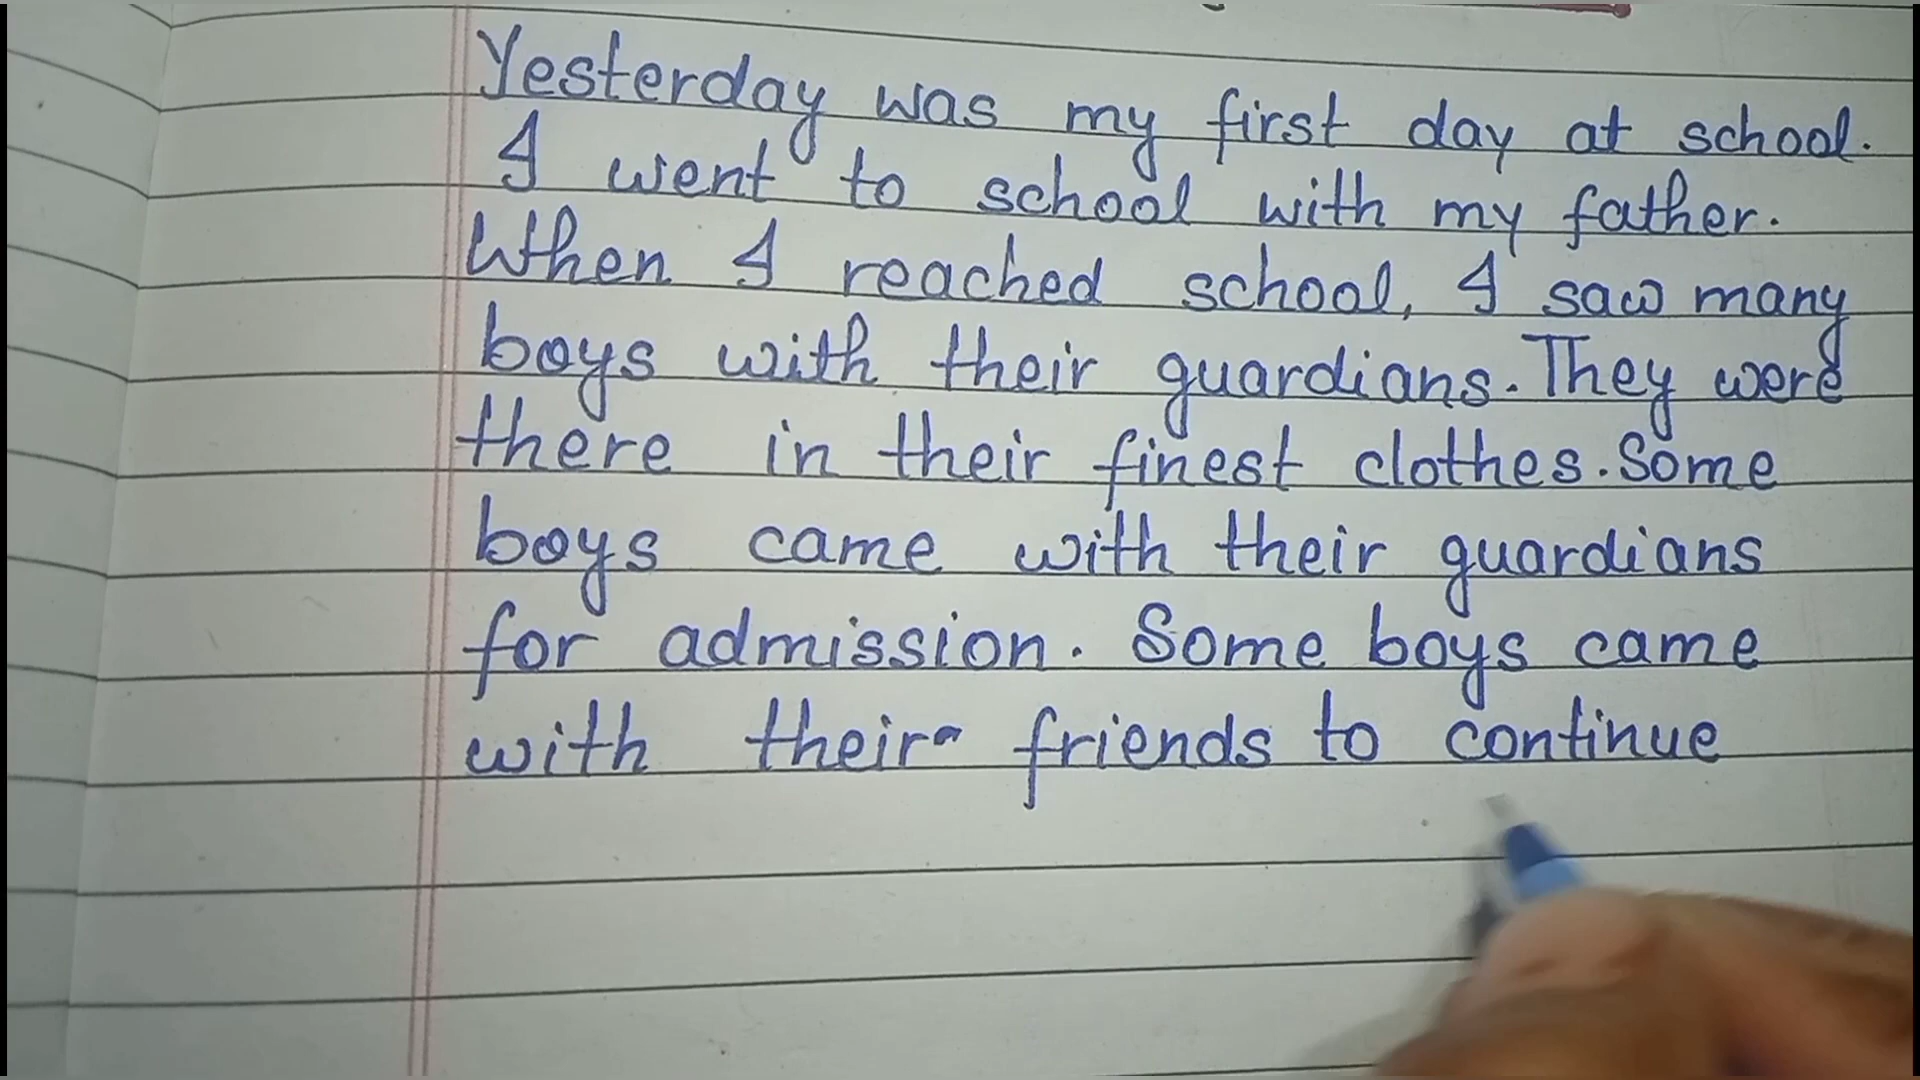 Yesterday was my first day at school.
I went to school with my father.
When I reached school, I saw many
boys with their guardians. They were
there in their finest clothes. Some
boys came with their guardians
for admission. Some boys came
with their friends to continue